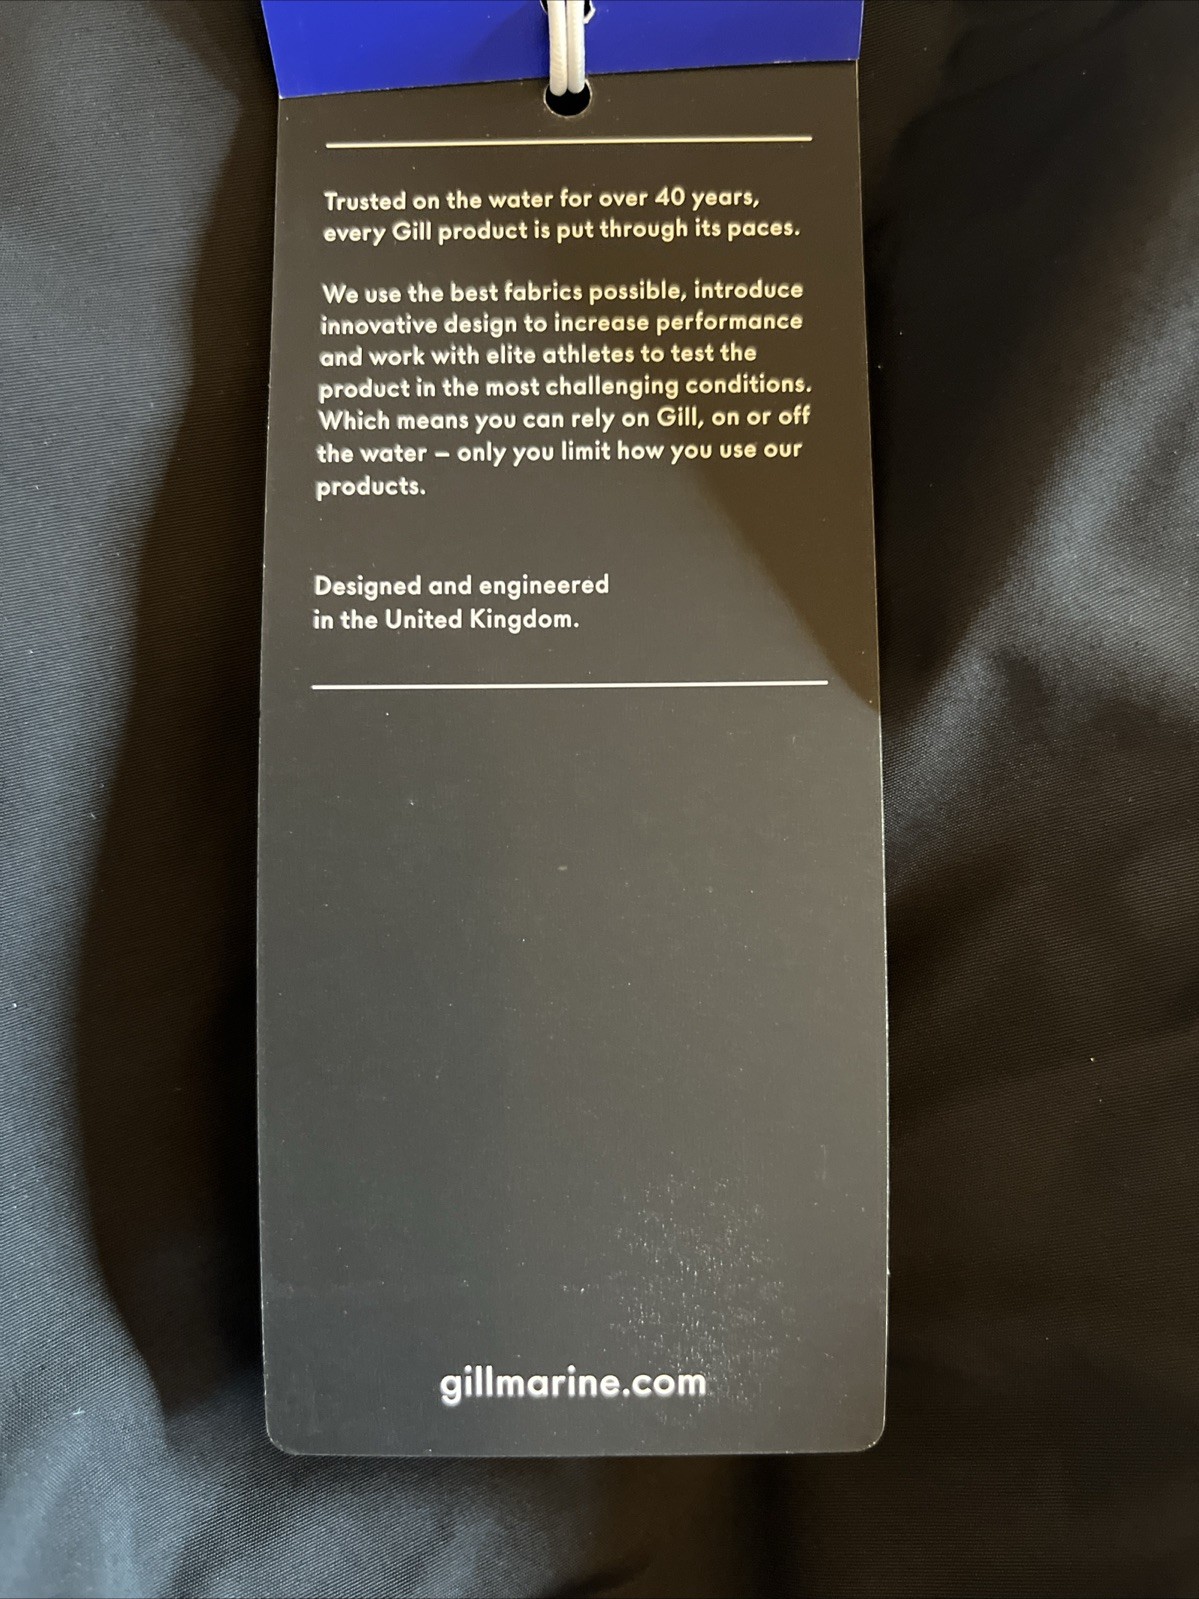 Trusted on the water for over 40 years,
every Gill product is put through its paces.
We use the best fabrics possible, introduce
innovative design to increase performance
and work with elite athletes to test the
product in the most challenging conditions.
Which means you can rely on Gill, on or off
the water – only you limit how you use our
products.
Designed and engineered
in the United Kingdom.
gillmarine.com